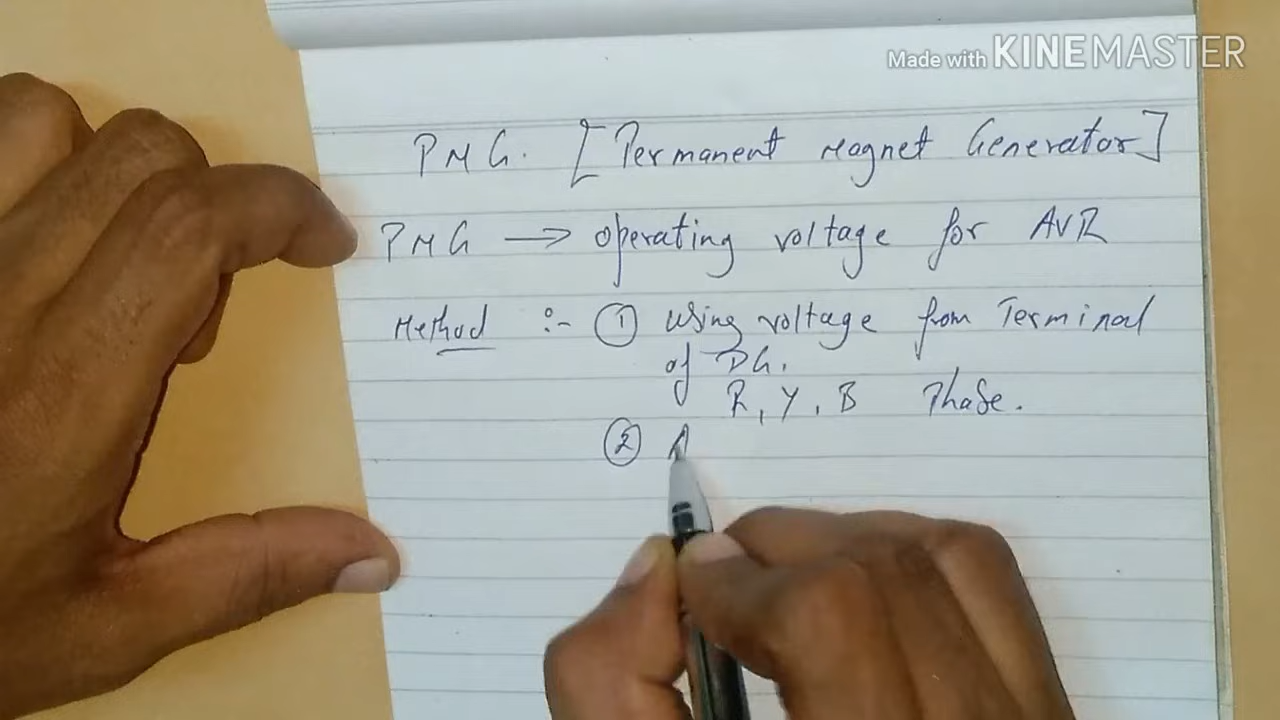 Made with KINEMASTER
PMG. [Permanent Magnet Generator]
PMG → operating voltage for AVR
Method :- ① Using voltage from Terminal
of DG.
R, Y, B Phase.
② A